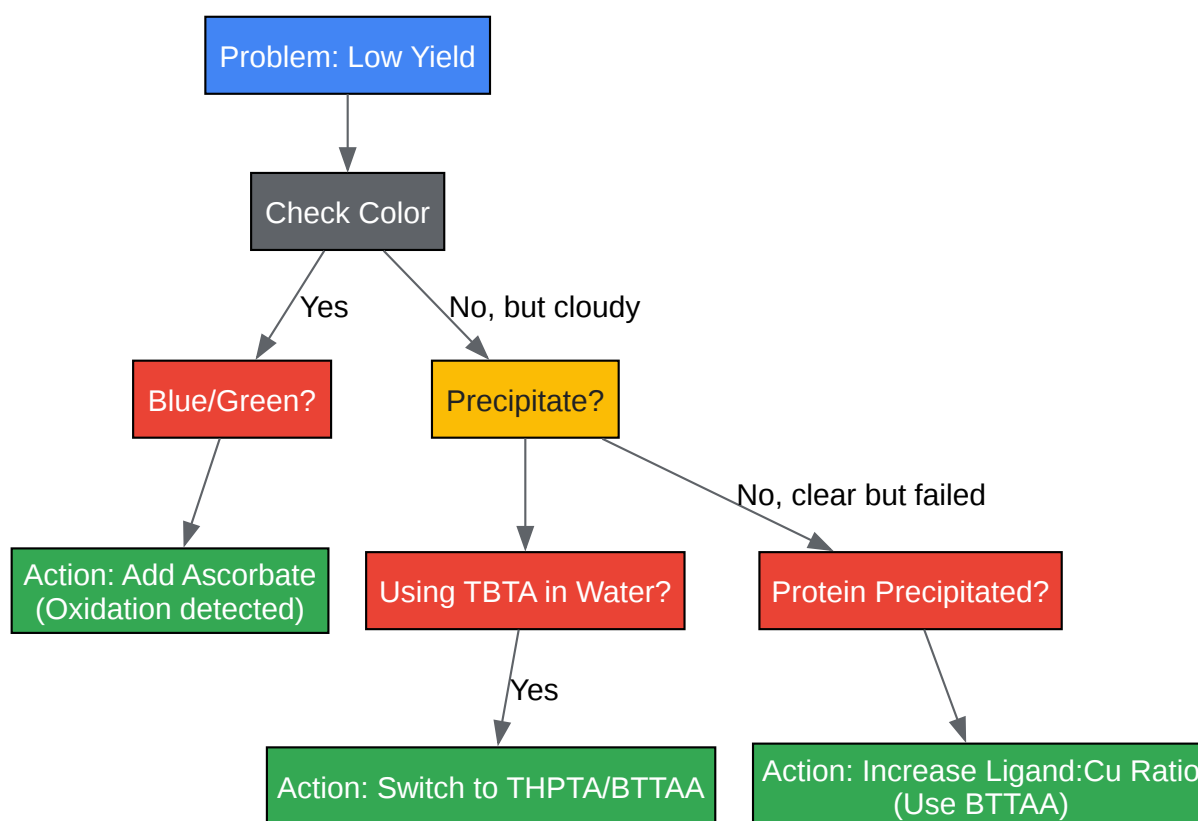 Problem: Low Yield
Check Color
Yes
No, but cloudy
Blue/Green?
Precipitate?
No, clear but failed
Action: Add Ascorbate
(Oxidation detected)
Using TBTA in Water?
Protein Precipitated?
Yes
Action: Switch to THPTA/BTTAA
Action: Increase Ligand:Cu Ratio
(Use BTTAA)